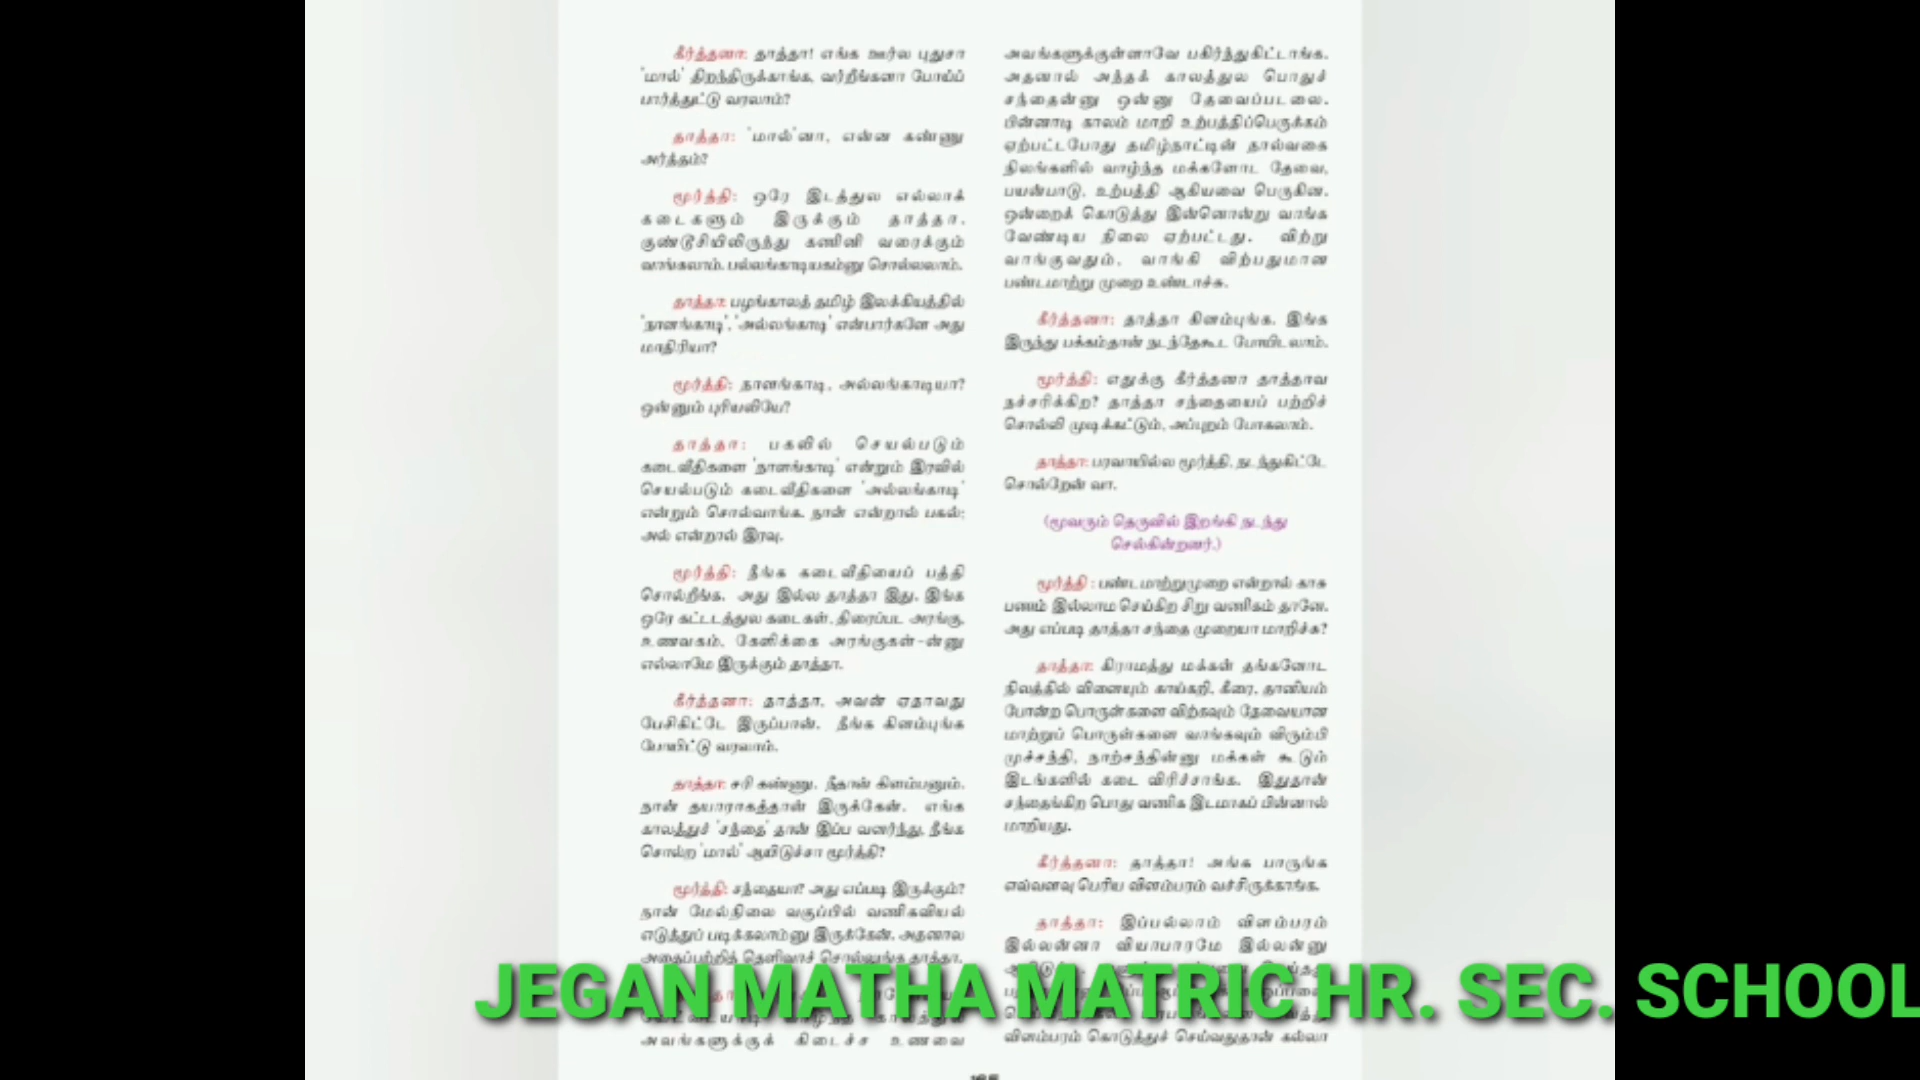 கீர்த்தனா: தாத்தா! எங்க ஊர்ல புதுசா
'மால்' திறந்திருக்காங்க, வர்றீங்களா போய்ப்
பார்த்துட்டு வரலாம்?
தாத்தா: 'மால்'னா, என்ன கண்ணு
அர்த்தம்?
மூர்த்தி: ஒரே இடத்துல எல்லாக்
கடைகளும் இருக்கும் தாத்தா.
குண்டூசியிலிருந்து கணினி வரைக்கும்
வாங்கலாம். பல்லங்காடியகம்னு சொல்லலாம்.
தாத்தா: பழங்காலத் தமிழ் இலக்கியத்தில்
'நாளங்காடி', 'அல்லங்காடி' என்பார்களே அது
மாதிரியா?
மூர்த்தி: நாளங்காடி, அல்லங்காடியா?
ஒன்னும் புரியலியே?
தாத்தா: பகலில் செயல்படும்
கடைவீதிகளை 'நாளங்காடி' என்றும் இரவில்
செயல்படும் கடைவீதிகளை 'அல்லங்காடி'
என்றும் சொல்வாங்க. நாள் என்றால் பகல்;
அல் என்றால் இரவு.
மூர்த்தி: நீங்க கடைவீதியைப் பத்தி
சொல்றீங்க. அது இல்ல தாத்தா இது. இங்க
ஒரே கட்டடத்துல கடைகள், திரைப்பட அரங்கு,
உணவகம், கேளிக்கை அரங்குகள்-ன்னு
எல்லாமே இருக்கும் தாத்தா.
கீர்த்தனா: தாத்தா, அவன் ஏதாவது
பேசிகிட்டே இருப்பான். நீங்க கிளம்புங்க
போயிட்டு வரலாம்.
தாத்தா: சரி கண்ணு. நீதான் கிளம்பணும்.
நான் தயாராகத்தான் இருக்கேன். எங்க
காலத்துச் 'சந்தை' தான் இப்ப வளர்ந்து, நீங்க
சொல்ற 'மால்' ஆயிடுச்சா மூர்த்தி?
மூர்த்தி: சந்தையா? அது எப்படி இருக்கும்?
நான் மேல்நிலை வகுப்பில் வணிகவியல்
எடுத்துப் படிக்கலாம்னு இருக்கேன். அதனால
அதைப்பற்றித் தெளிவாச் சொல்லுங்க தாத்தா.
அவங்களுக்குக் கிடைச்ச உணவை
அவங்களுக்குள்ளாவே பகிர்ந்துகிட்டாங்க.
அதனால் அந்தக் காலத்துல பொதுச்
சந்தைன்னு ஒன்னு தேவைப்படலை.
பின்னாடி காலம் மாறி உற்பத்திப்பெருக்கம்
ஏற்பட்டபோது தமிழ்நாட்டின் நால்வகை
நிலங்களில் வாழ்ந்த மக்களோட தேவை,
பயன்பாடு, உற்பத்தி ஆகியவை பெருகின.
ஒன்றைக் கொடுத்து இன்னொன்று வாங்க
வேண்டிய நிலை ஏற்பட்டது. விற்று
வாங்குவதும், வாங்கி விற்பதுமான
பண்டமாற்று முறை உண்டாச்சு.
கீர்த்தனா: தாத்தா கிளம்புங்க. இங்க
இருந்து பக்கம்தான் நடந்தேகூட போயிடலாம்.
மூர்த்தி: எதுக்கு கீர்த்தனா தாத்தாவ
நச்சரிக்கிற? தாத்தா சந்தையைப் பற்றிச்
சொல்லி முடிக்கட்டும், அப்புறம் போகலாம்.
தாத்தா: பரவாயில்ல மூர்த்தி, நடந்துகிட்டே
சொல்றேன் வா.
(மூவரும் தெருவில் இறங்கி நடந்து
செல்கின்றனர்.)
மூர்த்தி : பண்டமாற்றுமுறை என்றால் காசு
பணம் இல்லாம செய்கிற சிறு வணிகம் தானே.
அது எப்படி தாத்தா சந்தை முறையா மாறிச்சு?
தாத்தா: கிராமத்து மக்கள் தங்களோட
நிலத்தில் விளையும் காய்கறி, கீரை, தானியம்
போன்ற பொருள்களை விற்கவும் தேவையான
மாற்றுப் பொருள்களை வாங்கவும் விரும்பி
முச்சந்தி, நாற்சந்தின்னு மக்கள் கூடும்
இடங்களில் கடை விரிச்சாங்க. இதுதான்
சந்தைங்கிற பொது வணிக இடமாகப் பின்னால்
மாறியது.
கீர்த்தனா: தாத்தா! அங்க பாருங்க
எவ்வளவு பெரிய விளம்பரம் வச்சிருக்காங்க.
தாத்தா: இப்பல்லாம் விளம்பரம்
இல்லன்னா வியாபாரமே இல்லன்னு
விளம்பரம் கொடுத்துச் செய்வதுதான் கல்லா
JEGAN MATHA MATRIC HR. SEC. SCHOOL